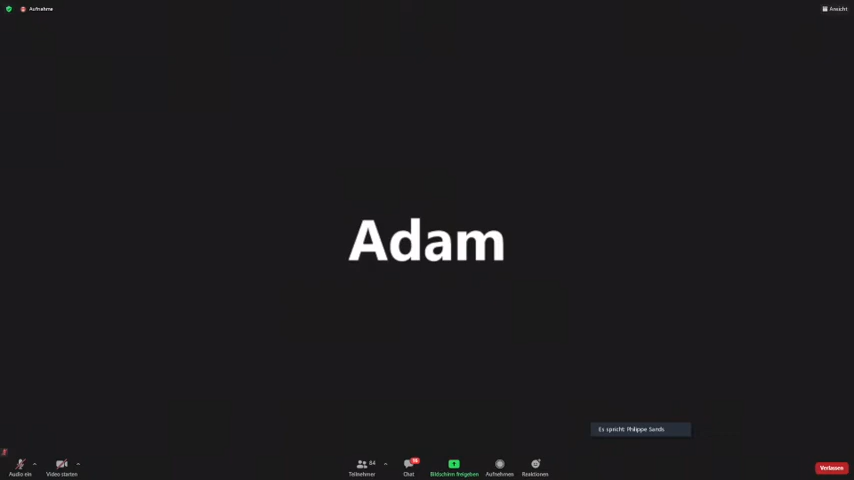 Aufnahme
Ansicht
Adam
Es spricht: Philippe Sands
64
Audio ein
Video starten
Teilnehmer
Chat
Bildschirm freigeben
Aufnehmen
Reaktionen
Verlassen